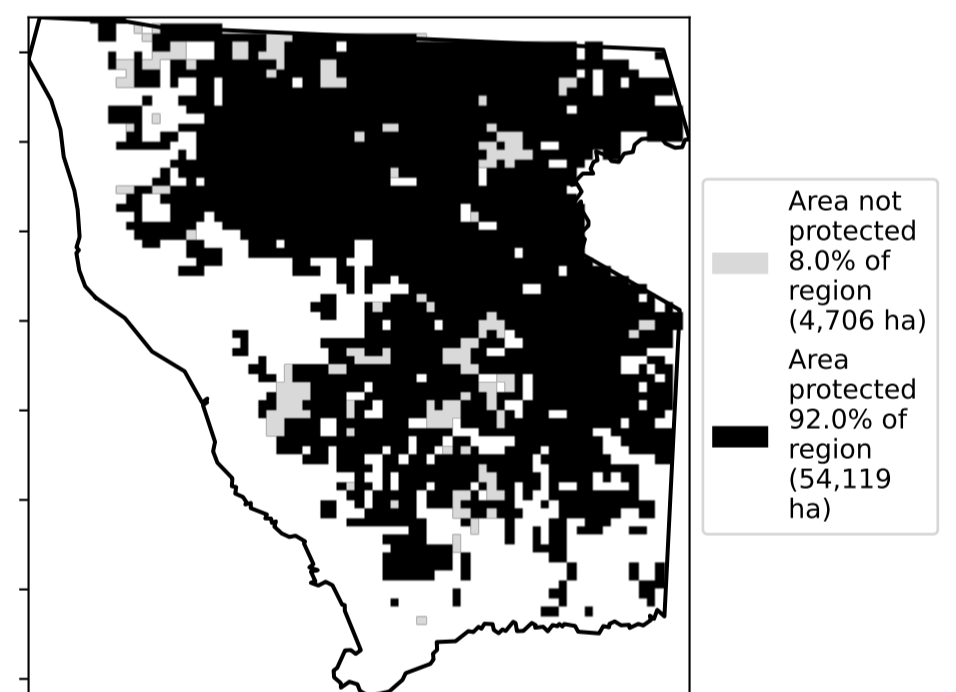 Area not
protected
8.0% of
region
(4,706 ha)
Area
protected
92.0% of
region
(54,119
ha)